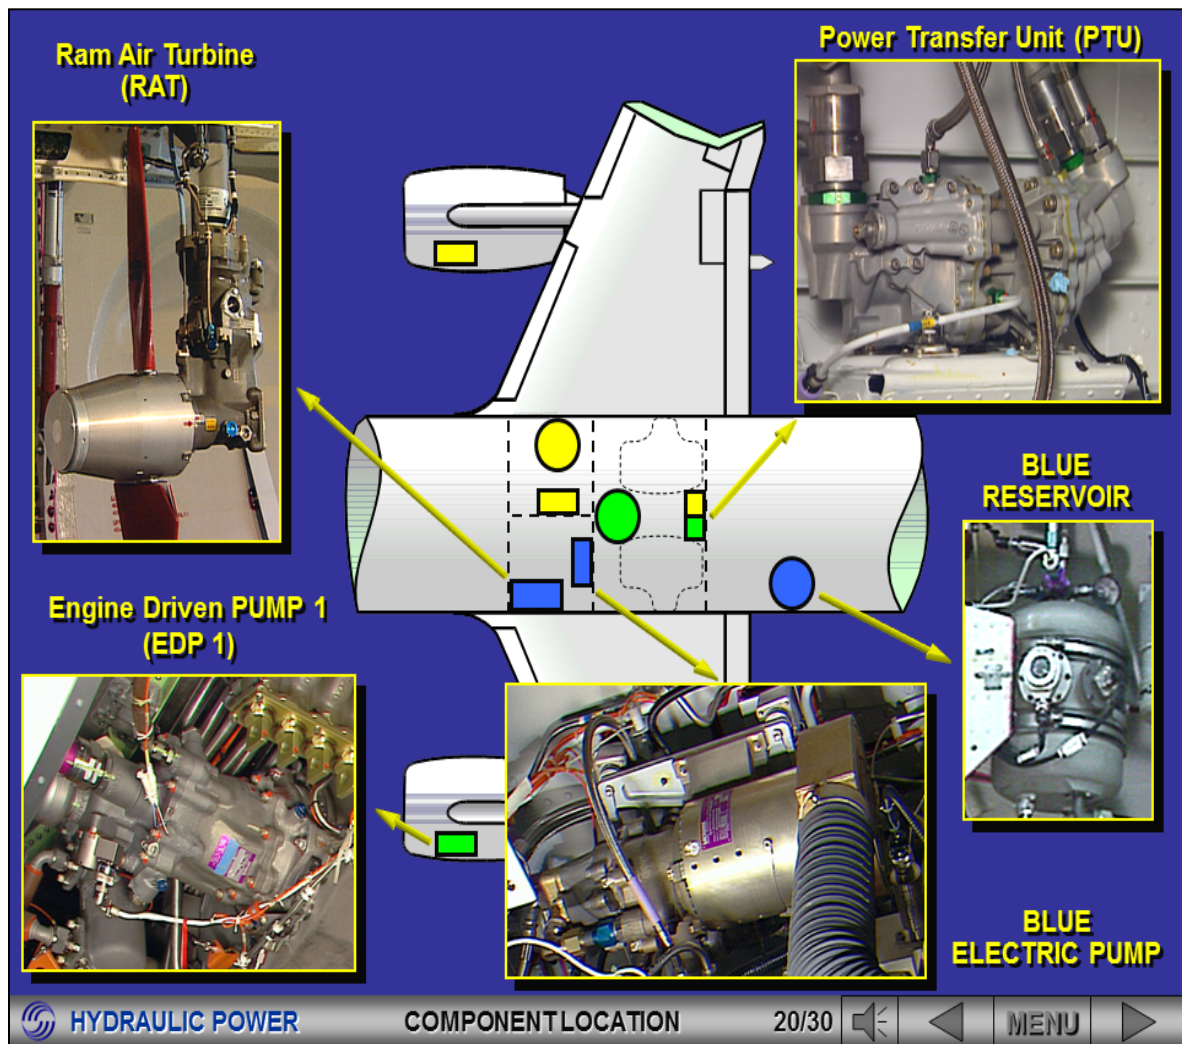 Ram Air Turbine
(RAT)
Power Transfer Unit (PTU)
BLUE
RESERVOIR
Engine Driven PUMP 1
(EDP 1)
BLUE
ELECTRIC PUMP
HYDRAULIC POWER
COMPONENT LOCATION
20/30
MENU